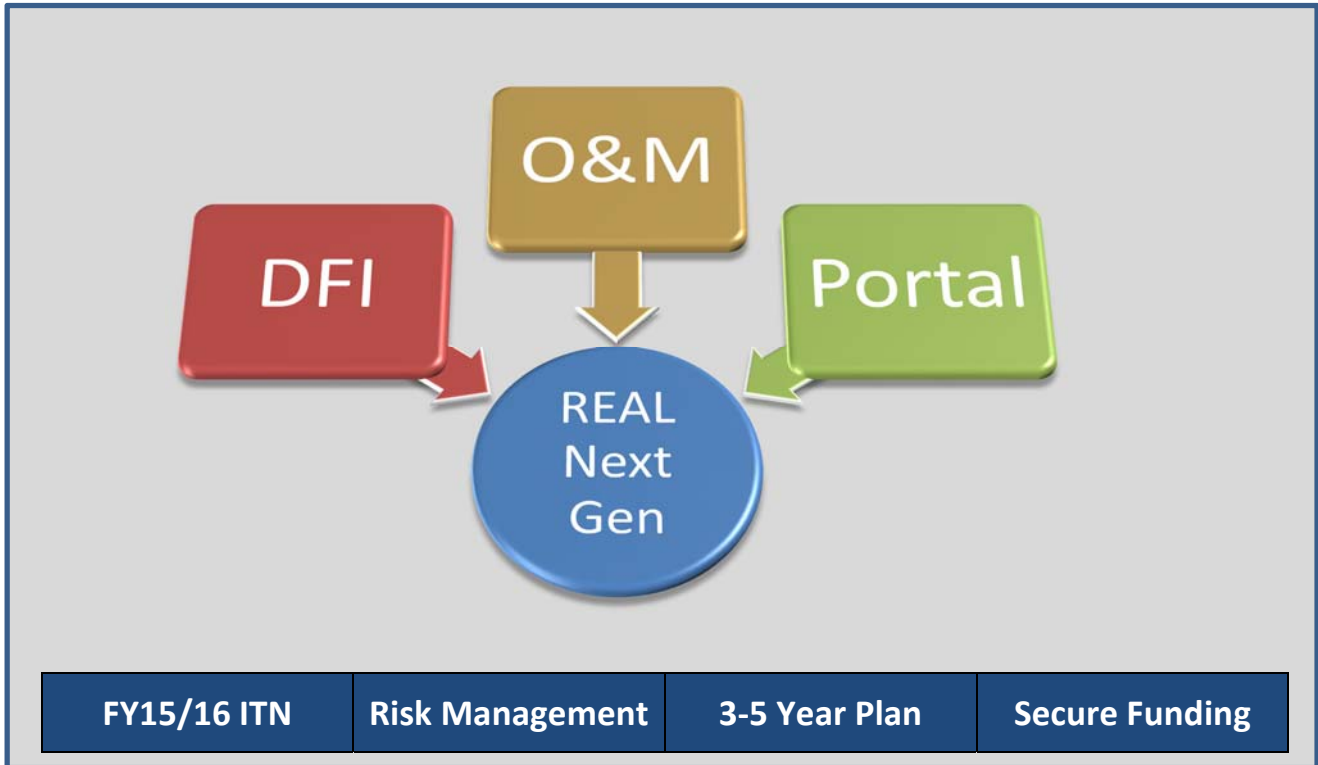 O&M
DFI
Portal
REAL
Next
Gen
FY15/16 ITN
Risk Management
3-5 Year Plan
Secure Funding